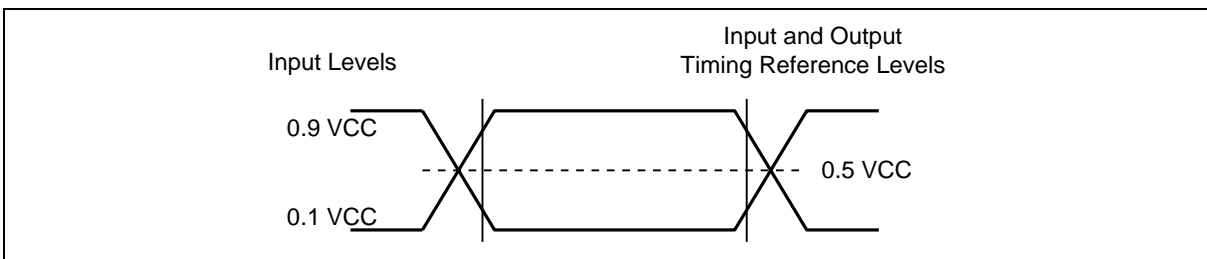 Input Levels
Input and Output
Timing Reference Levels
0.9 VCC
0.5 VCC
0.1 VCC